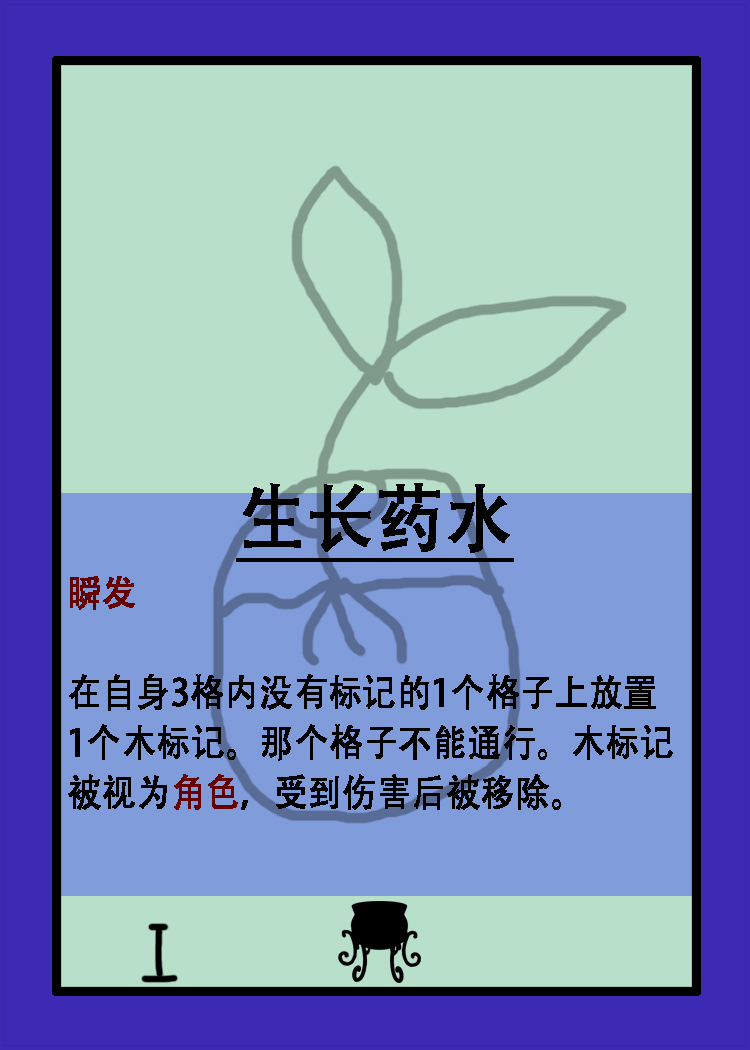 生长药水
瞬发
在自身3格内没有标记的1个格子上放置
1个木标记。那个格子不能通行。木标记
被视为角色，受到伤害后被移除。
I